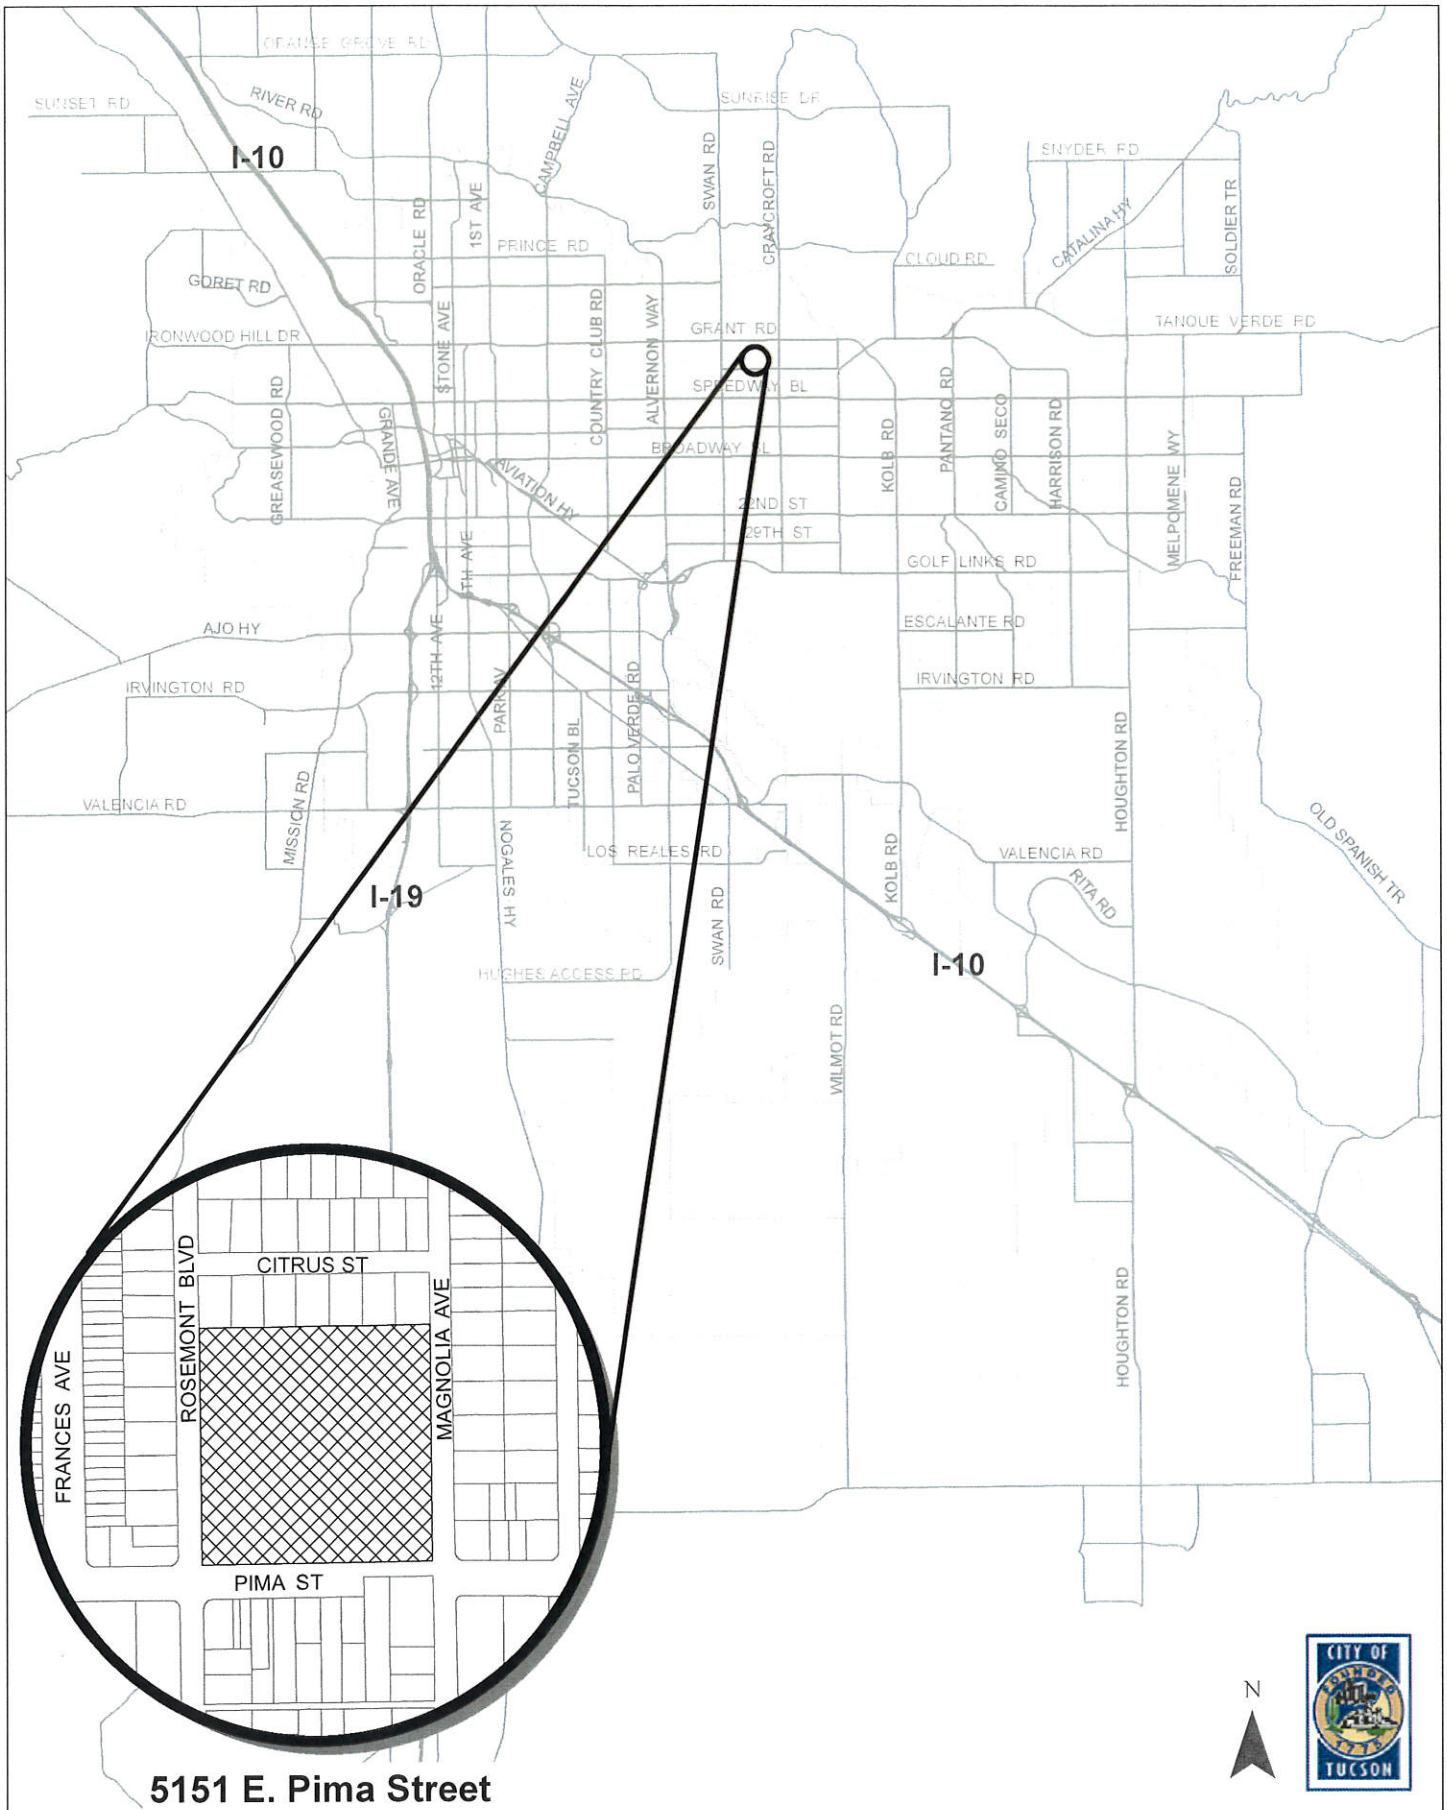 ORANGE GROVE RD
SUNSET RD
RIVER RD
CAMPBELL AVE
SUNRISE DR
I-10
SWAN RD
CRAYCROFT RD
SNYDER RD
ORACLE RD
1ST AVE
PRINCE RD
CLOUD RD
CATALINA HY
SOLDIER TR
GORET RD
IRONWOOD HILL DR
STONE AVE
COUNTRY CLUB RD
ALVERNON WAY
GRANT RD
TANQUE VERDE RD
SPEEDWAY BL
GREASEWOOD RD
GRANDE AVE
BROADWAY BL
KOLB RD
PANTANO RD
CAMINO SECO
HARRISON RD
MELPOMENE WY
FREEMAN RD
AVIATION HY
22ND ST
29TH ST
6TH AVE
GOLF LINKS RD
AJO HY
12TH AVE
ESCALANTE RD
IRVINGTON RD
PARK AV
TUCSON BL
PALO VERDE RD
IRVINGTON RD
HOUGHTON RD
MISSION RD
VALENCIA RD
NOGALES HY
LOS REALES RD
KOLB RD
VALENCIA RD
RITA RD
OLD SPANISH TR
I-19
SWAN RD
HUGHES ACCESS RD
I-10
WILMOT RD
HOUGHTON RD
CITRUS ST
ROSEMONT BLVD
MAGNOLIA AVE
FRANCES AVE
PIMA ST
5151 E. Pima Street
N
CITY OF
FOUNDED
1775
TUCSON